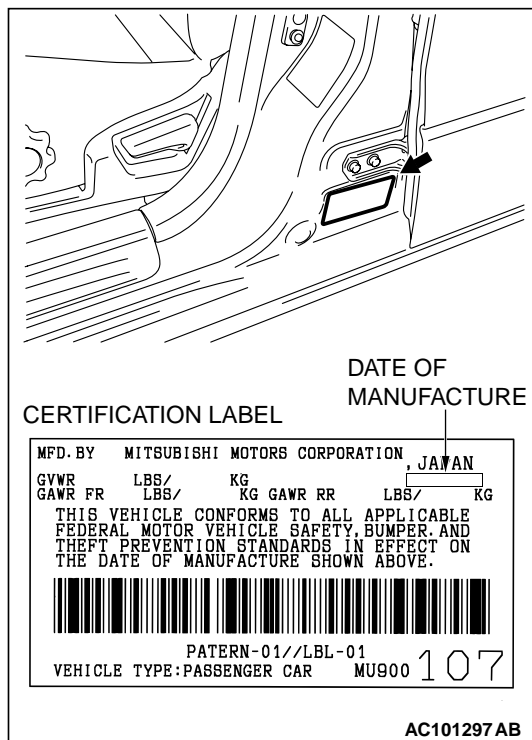 DATE OF
MANUFACTURE
CERTIFICATION LABEL
MFD. BY MITSUBISHI MOTORS CORPORATION
, JAPAN
GVWR LBS/ KG
GAWR FR LBS/ KG GAWR RR LBS/ KG
THIS VEHICLE CONFORMS TO ALL APPLICABLE
FEDERAL MOTOR VEHICLE SAFETY, BUMPER. AND
THEFT PREVENTION STANDARDS IN EFFECT ON
THE DATE OF MANUFACTURE SHOWN ABOVE.
PATERN-01//LBL-01
VEHICLE TYPE:PASSENGER CAR MU900 107
AC101297AB